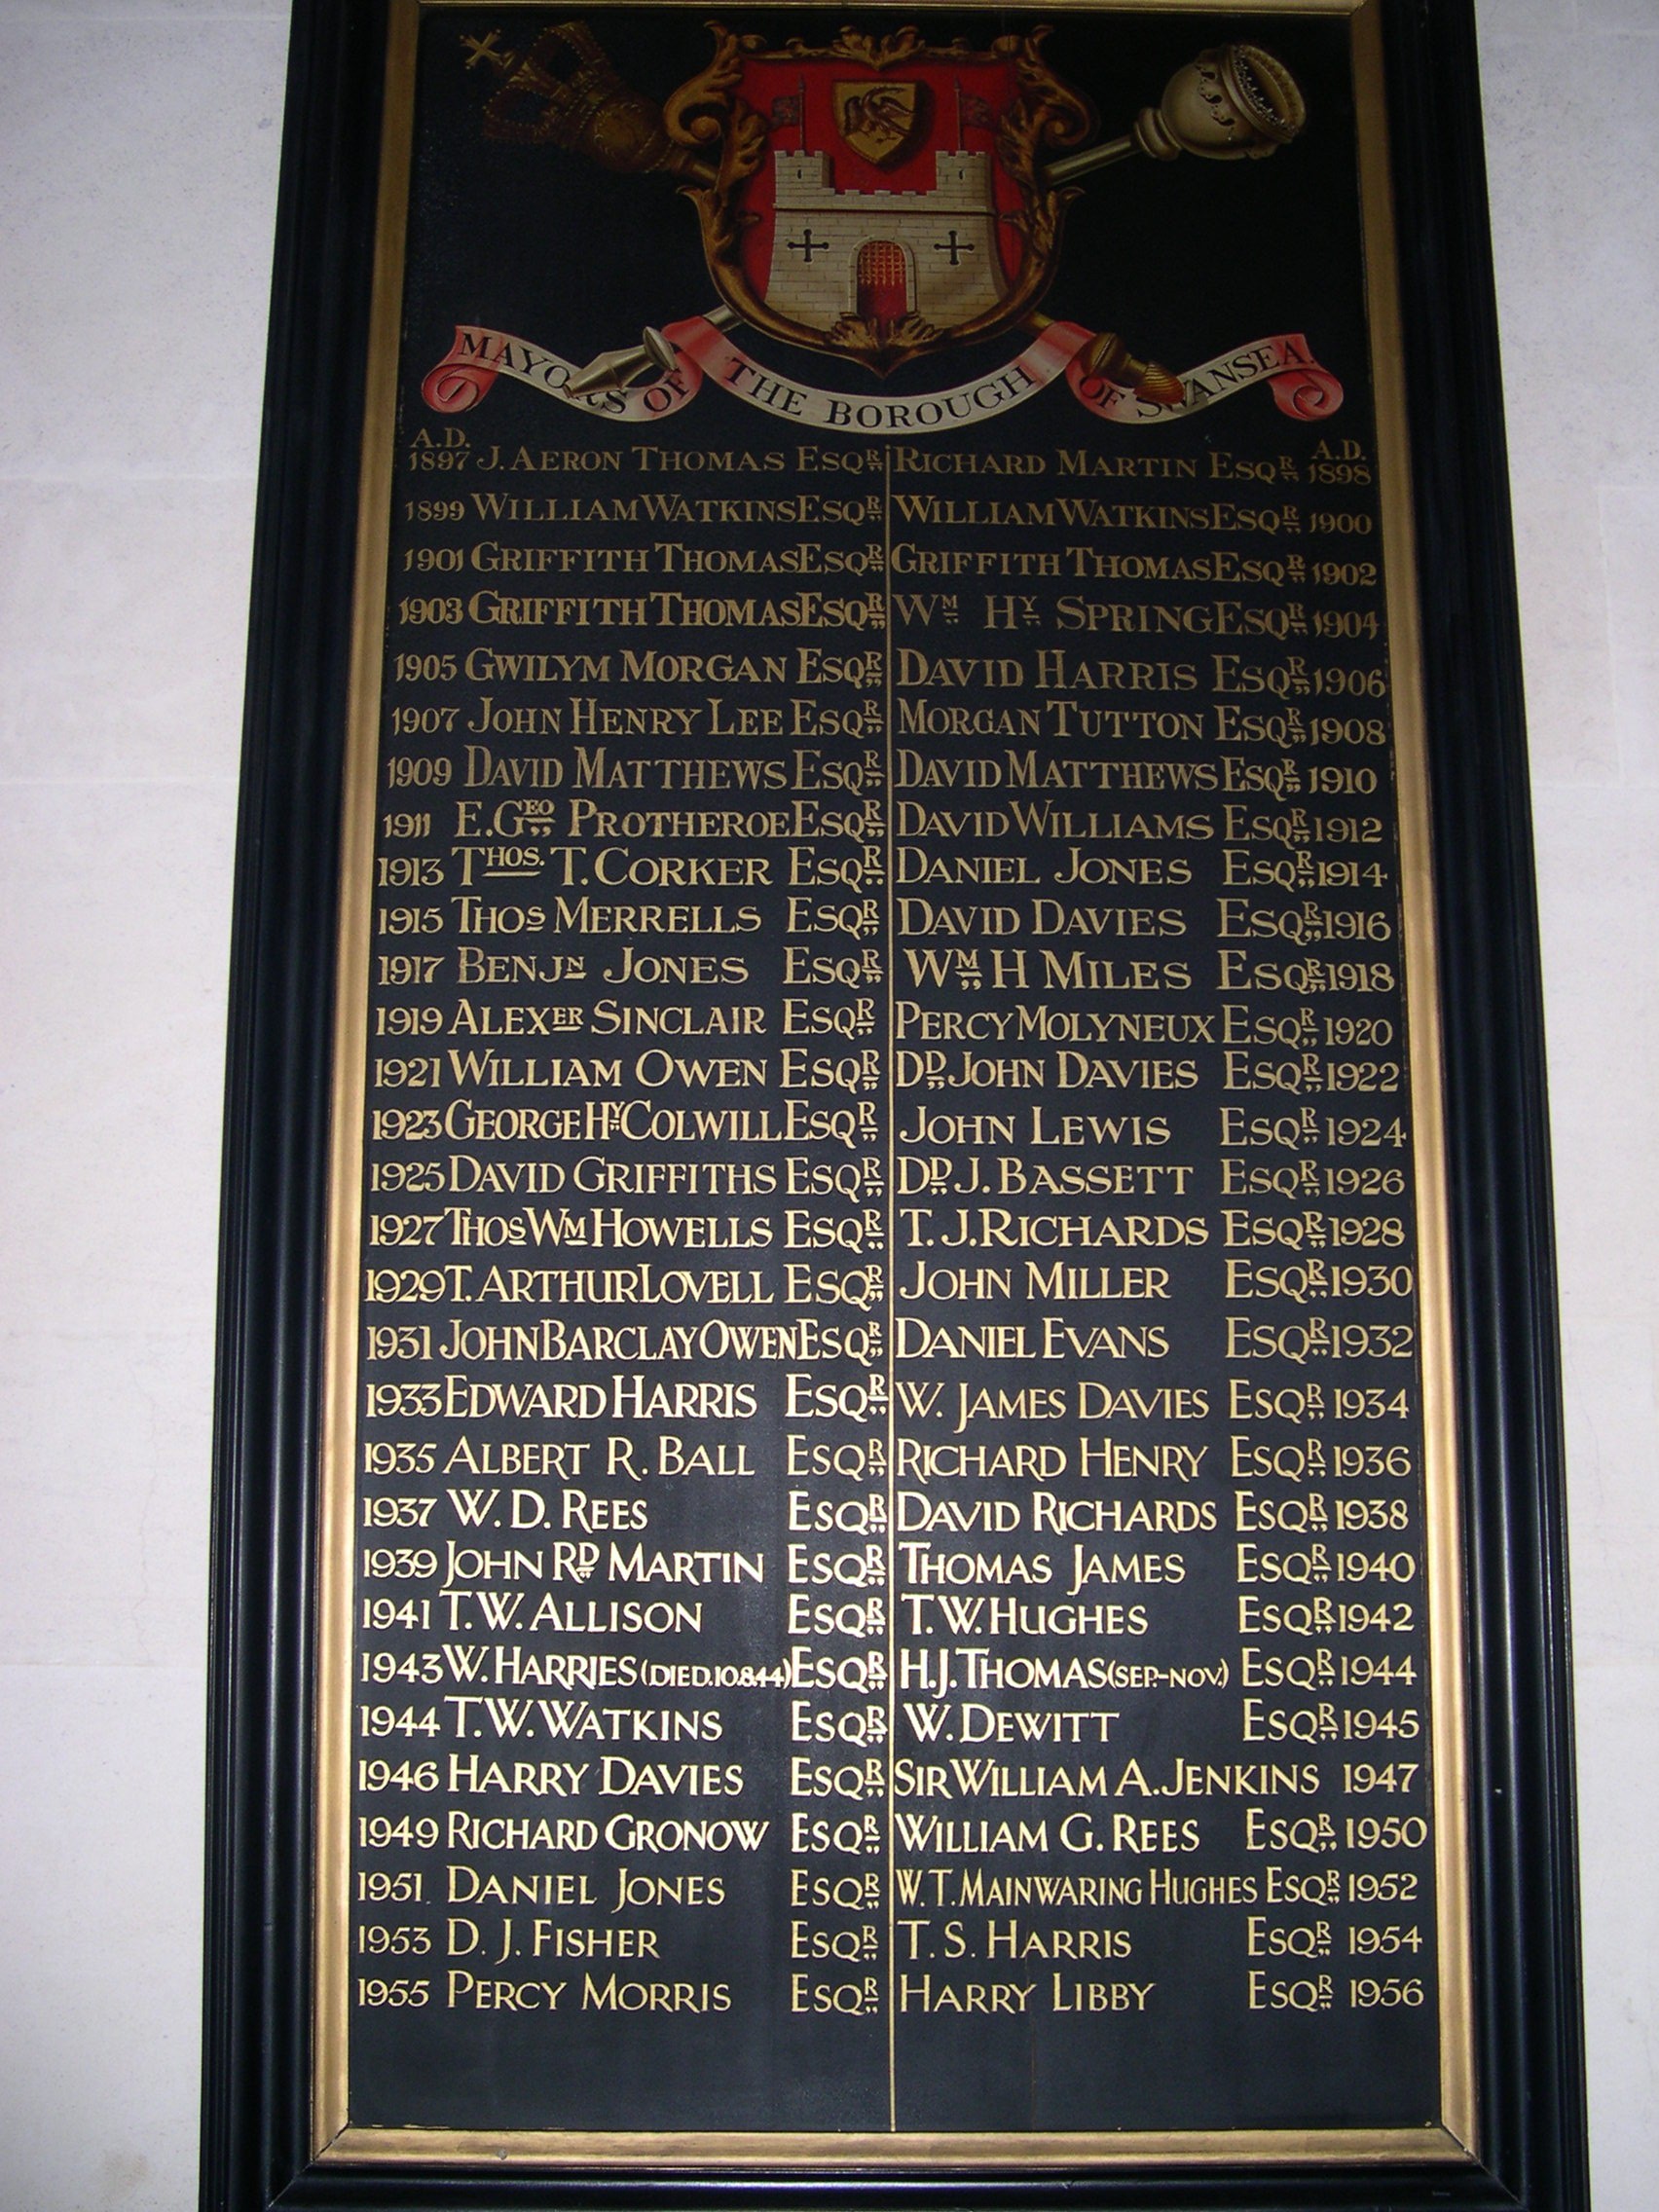 MAYORS OF THE BOROUGH OF SWANSEA.
A.D. A.D.
1897 J. AERON THOMAS ESQR RICHARD MARTIN ESQR 1898
1899 WILLIAM WATKINS ESQR WILLIAM WATKINS ESQR 1900
1901 GRIFFITH THOMAS ESQR GRIFFITH THOMAS ESQR 1902
1903 GRIFFITH THOMAS ESQR WM HY SPRING ESQR 1904
1905 GWILYM MORGAN ESQR DAVID HARRIS ESQR 1906
1907 JOHN HENRY LEE ESQR MORGAN TUTTON ESQR 1908
1909 DAVID MATTHEWS ESQR DAVID MATTHEWS ESQR 1910
1911 E. GEO PROTHEROE ESQR DAVID WILLIAMS ESQR 1912
1913 THOS. T. CORKER ESQR DANIEL JONES ESQR 1914
1915 THOS MERRELLS ESQR DAVID DAVIES ESQR 1916
1917 BENJN JONES ESQR WM H MILES ESQR 1918
1919 ALEXER SINCLAIR ESQR PERCY MOLYNEUX ESQR 1920
1921 WILLIAM OWEN ESQR DD JOHN DAVIES ESQR 1922
1923 GEORGE HY COLWILL ESQR JOHN LEWIS ESQR 1924
1925 DAVID GRIFFITHS ESQR DD J. BASSETT ESQR 1926
1927 THOS WM HOWELLS ESQR T. J. RICHARDS ESQR 1928
1929 T. ARTHUR LOVELL ESQR JOHN MILLER ESQR 1930
1931 JOHN BARCLAY OWEN ESQR DANIEL EVANS ESQR 1932
1933 EDWARD HARRIS ESQR W. JAMES DAVIES ESQR 1934
1935 ALBERT R. BALL ESQR RICHARD HENRY ESQR 1936
1937 W. D. REES ESQR DAVID RICHARDS ESQR 1938
1939 JOHN RD MARTIN ESQR THOMAS JAMES ESQR 1940
1941 T. W. ALLISON ESQR T. W. HUGHES ESQR 1942
1943 W. HARRIES (DIED.10.8.44) ESQR H.J. THOMAS (SEP.-NOV.) ESQR 1944
1944 T. W. WATKINS ESQR W. DEWITT ESQR 1945
1946 HARRY DAVIES ESQR SIR WILLIAM A. JENKINS 1947
1949 RICHARD GRONOW ESQR WILLIAM G. REES ESQR 1950
1951 DANIEL JONES ESQR W. T. MAINWARING HUGHES ESQR 1952
1953 D. J. FISHER ESQR T. S. HARRIS ESQR 1954
1955 PERCY MORRIS ESQR HARRY LIBBY ESQR 1956